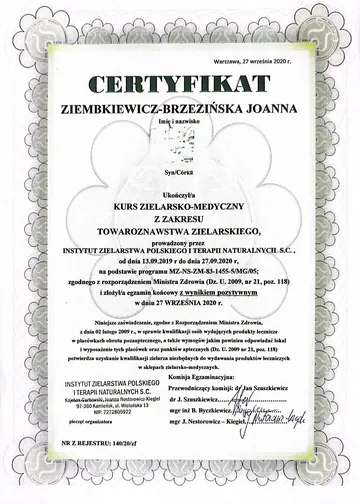 Warszawa, 27 września 2020 r.
CERTYFIKAT
ZIEMBKIEWICZ-BRZEZIŃSKA JOANNA
Imię i nazwisko
Syn/Córka
Ukończył/a
KURS ZIELARSKO-MEDYCZNY
Z ZAKRESU
TOWAROZNAWSTWA ZIELARSKIEGO,
prowadzony przez
INSTYTUT ZIELARSTWA POLSKIEGO I TERAPII NATURALNYCH S.C. ,
od dnia 13.09.2019 r do dnia 27.09.2020 r,
na podstawie programu MZ-NS-ZM-83-1455-5/MG/05;
zgodnego z rozporządzeniem Ministra Zdrowia (Dz. U. 2009, nr 21, poz. 118)
i złożył/a egzamin końcowy z wynikiem pozytywnym
w dniu 27 WRZEŚNIA 2020 r.
Niniejsze zaświadczenie, zgodne z Rozporządzeniem Ministra Zdrowia,
z dnia 02 lutego 2009 r., w sprawie kwalifikacji osób wydających produkty lecznicze
w placówkach obrotu pozaaptecznego, a także wymogów jakim powinien odpowiadać lokal
i wyposażenie tych placówek oraz punktów aptecznych (Dz. U. 2009 nr 21, poz. 118)
potwierdza uzyskanie kwalifikacji zielarza niezbędnych do wydawania produktów leczniczych
w sklepach zielarsko-medycznych.
Komisja Egzaminacyjna:
Przewodniczący komisji: dr Jan Szuszkiewicz
dr J. Szuszkiewicz
mgr inż B. Byczkiewicz
mgr J. Nestorowicz – Kiegiel
INSTYTUT ZIELARSTWA POLSKIEGO
I TERAPII NATURALNYCH S.C.
Kajetan Garbowski, Joanna Nestorowicz-Kiegiel
97-360 Kamieńsk, ul. Wieluńska 13
NIP: 7272805922
pieczęć organizatora
NR Z REJESTRU: 140/20/zf